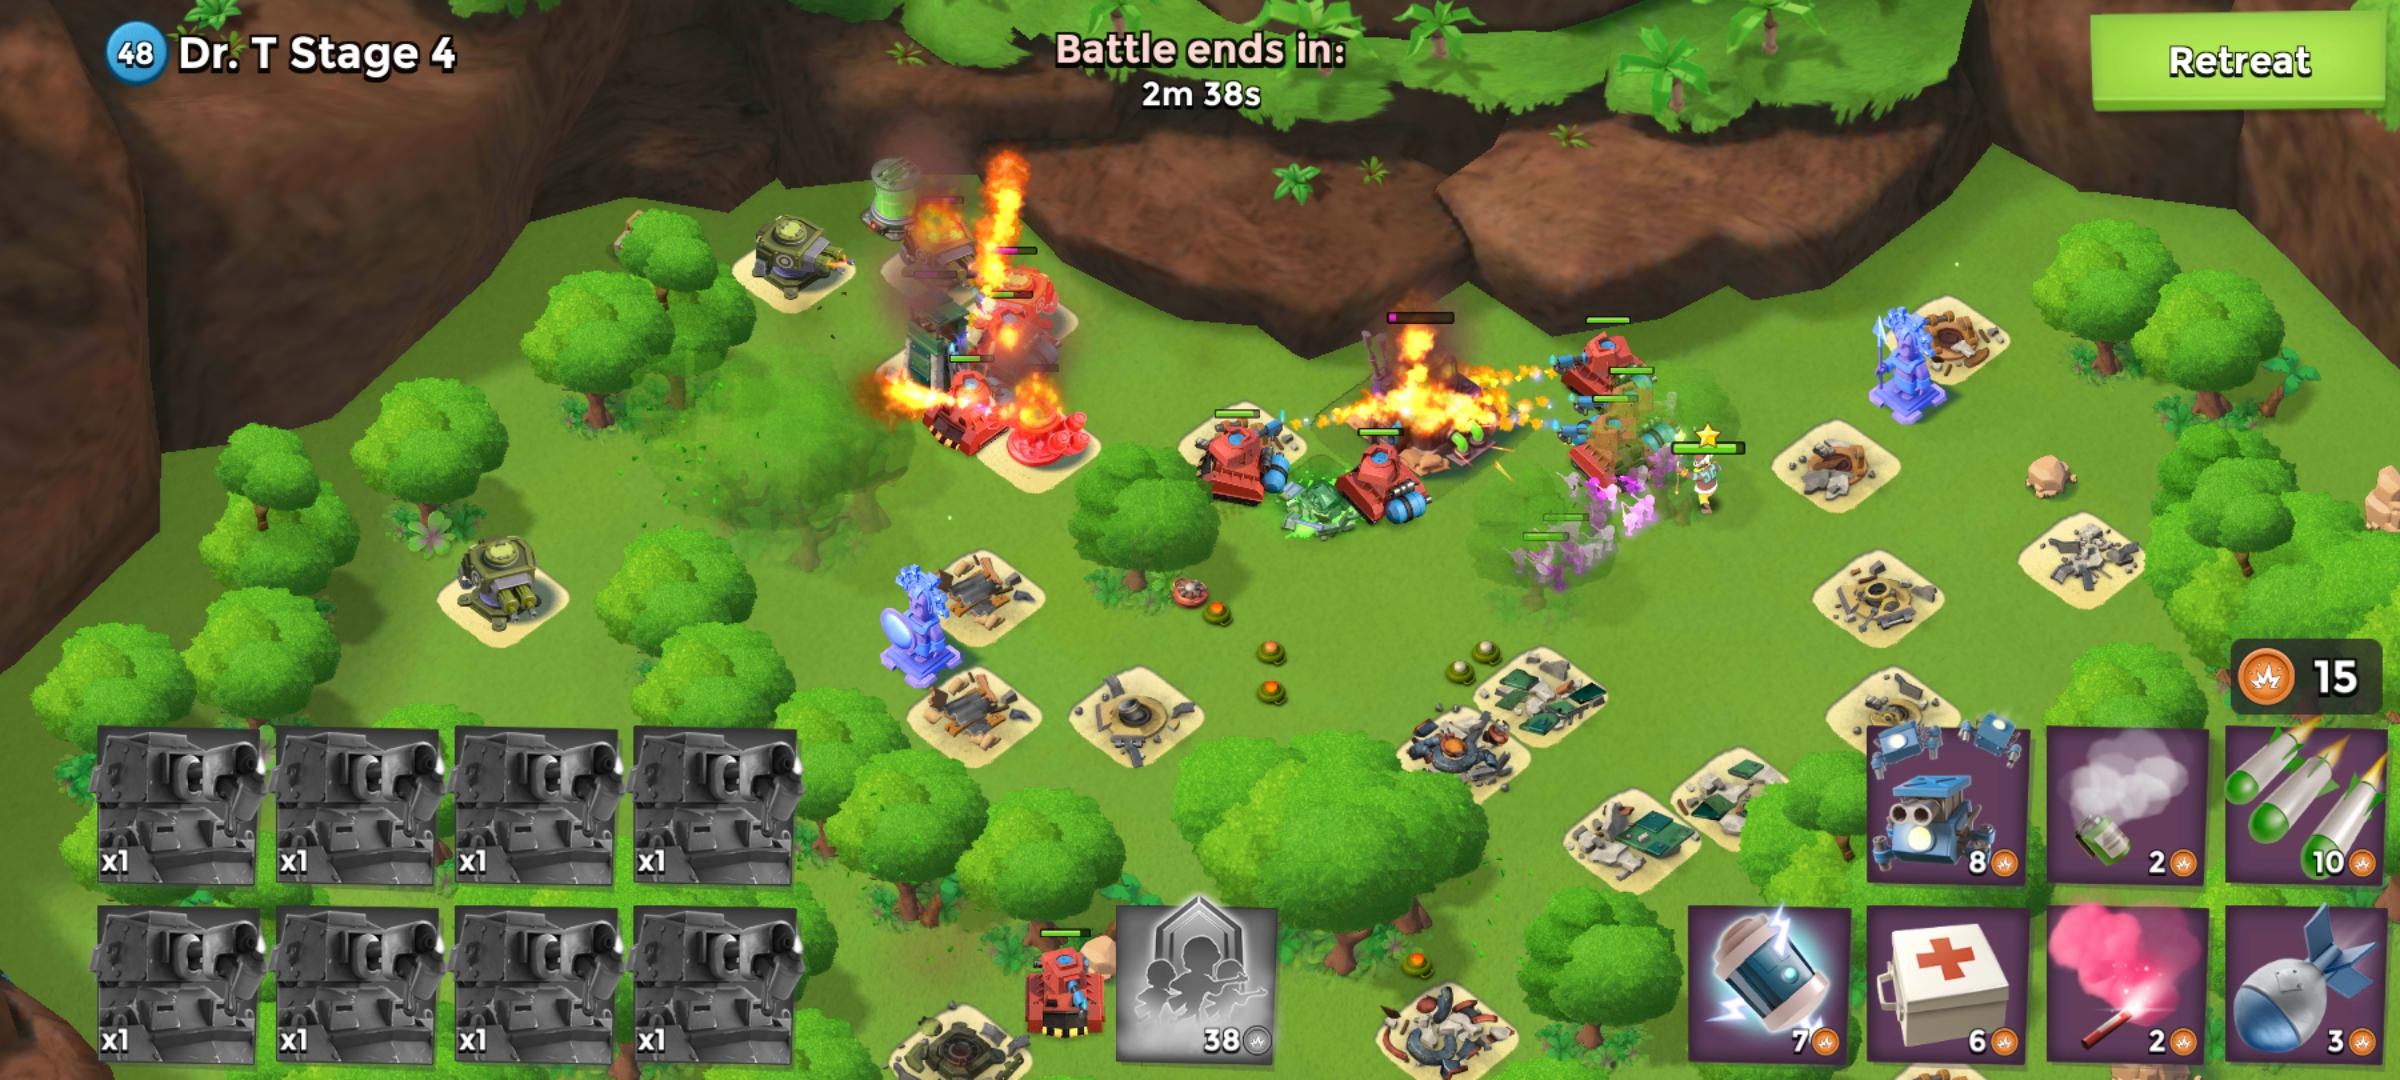 48 Dr. T Stage 4
Battle ends in:
2m 38s
Retreat
15
x1 x1 x1 x1
8 2 10
x1 x1 x1 x1
38
7 6 2 3